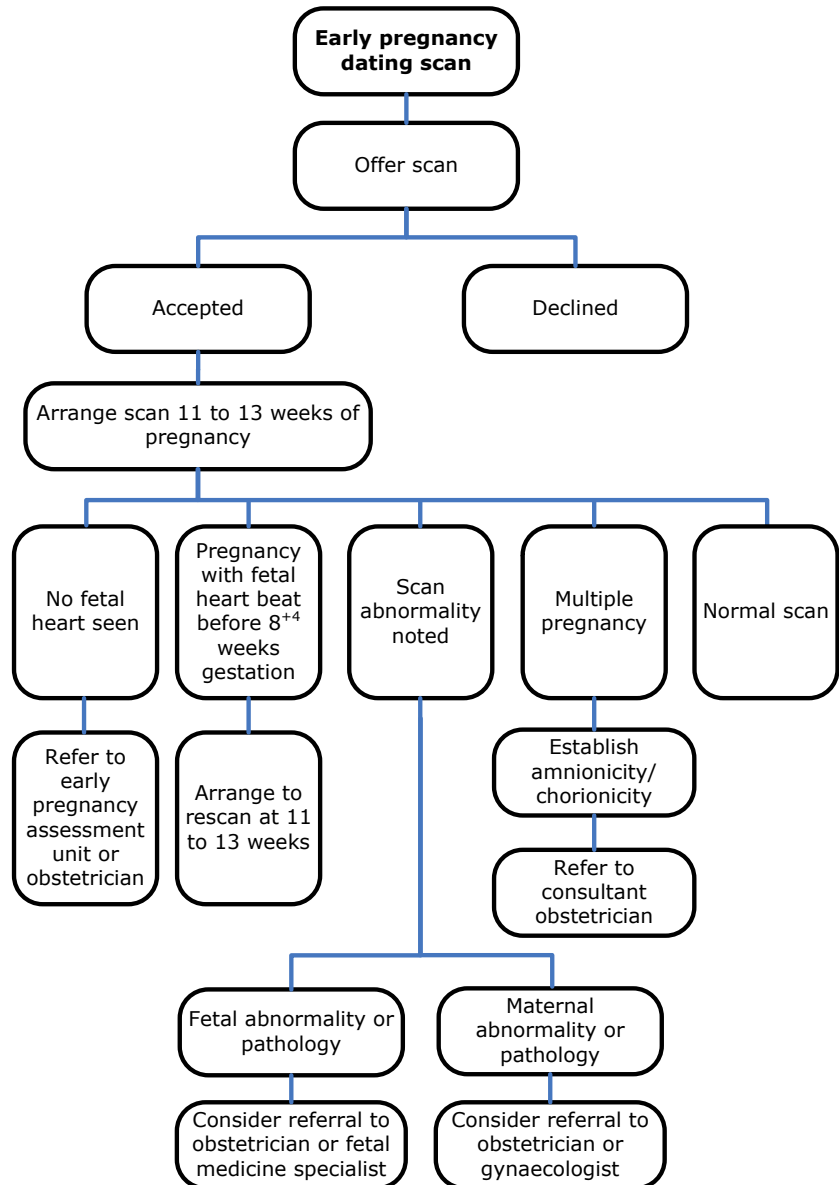 Early pregnancy
dating scan
Offer scan
Accepted
Declined
Arrange scan 11 to 13 weeks of
pregnancy
No fetal
heart seen
Pregnancy
with fetal
heart beat
before 8⁺⁴
weeks
gestation
Scan
abnormality
noted
Multiple
pregnancy
Normal scan
Refer to
early
pregnancy
assessment
unit or
obstetrician
Arrange to
rescan at 11
to 13 weeks
Establish
amnionicity/
chorionicity
Refer to
consultant
obstetrician
Fetal abnormality or
pathology
Maternal
abnormality or
pathology
Consider referral to
obstetrician or fetal
medicine specialist
Consider referral to
obstetrician or
gynaecologist